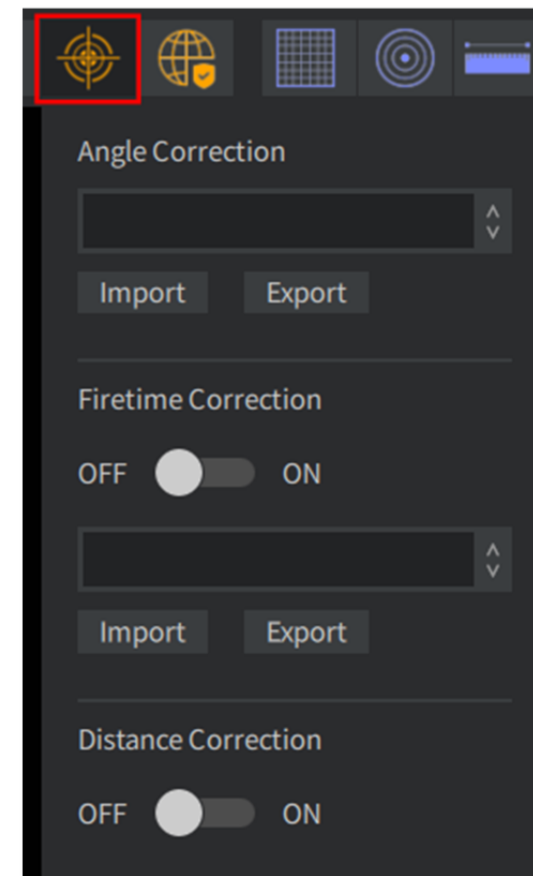 Angle Correction
Import Export
Firetime Correction
OFF ON
Import Export
Distance Correction
OFF ON